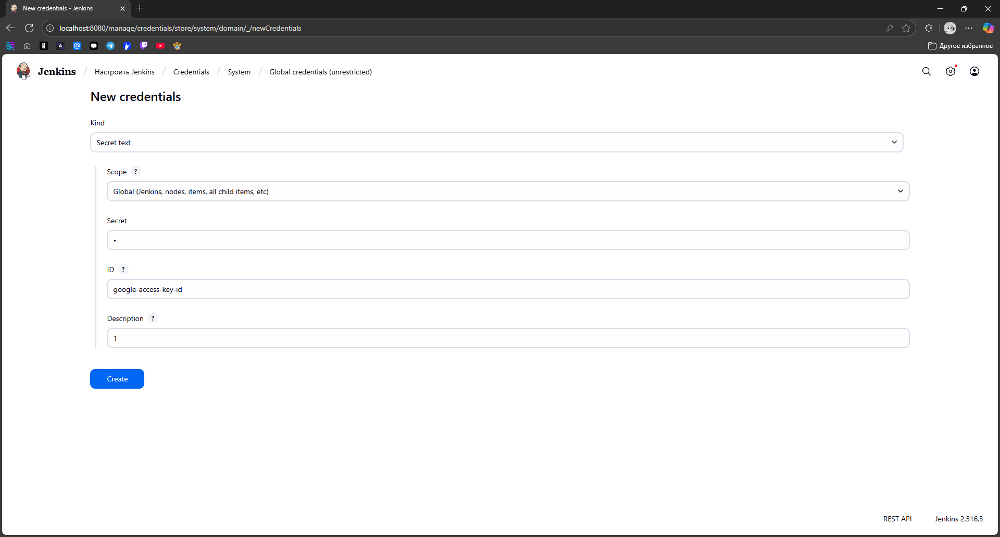 New credentials - Jenkins
localhost:8080/manage/credentials/store/system/domain/_/newCredentials
Другое избранное
Jenkins / Настроить Jenkins / Credentials / System / Global credentials (unrestricted)
New credentials
Kind
Secret text
Scope ?
Global (Jenkins, nodes, items, all child items, etc)
Secret
•
ID ?
google-access-key-id
Description ?
1
Create
REST API Jenkins 2.516.3